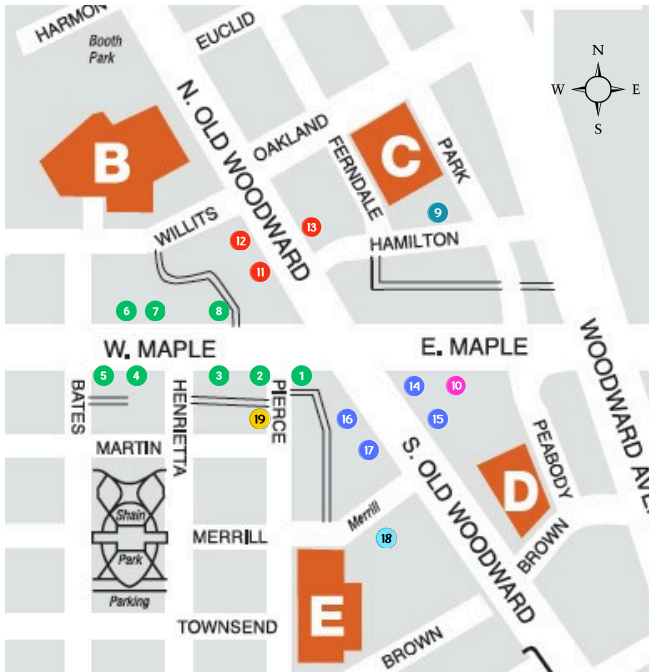 HARMON
Booth
Park
EUCLID
N. OLD WOODWARD
OAKLAND
N
W
E
S
B
C
FERNDALE
PARK
9
WILLITS
12
13
HAMILTON
11
6
7
8
W. MAPLE
E. MAPLE
WOODWARD AVE
5
4
3
2
1
14
10
BATES
HENRIETTA
PIERCE
19
16
15
17
MARTIN
S. OLD WOODWARD
PEABODY
D
Shain
Park
Parking
MERRILL
Merrill
18
BROWN
E
TOWNSEND
BROWN